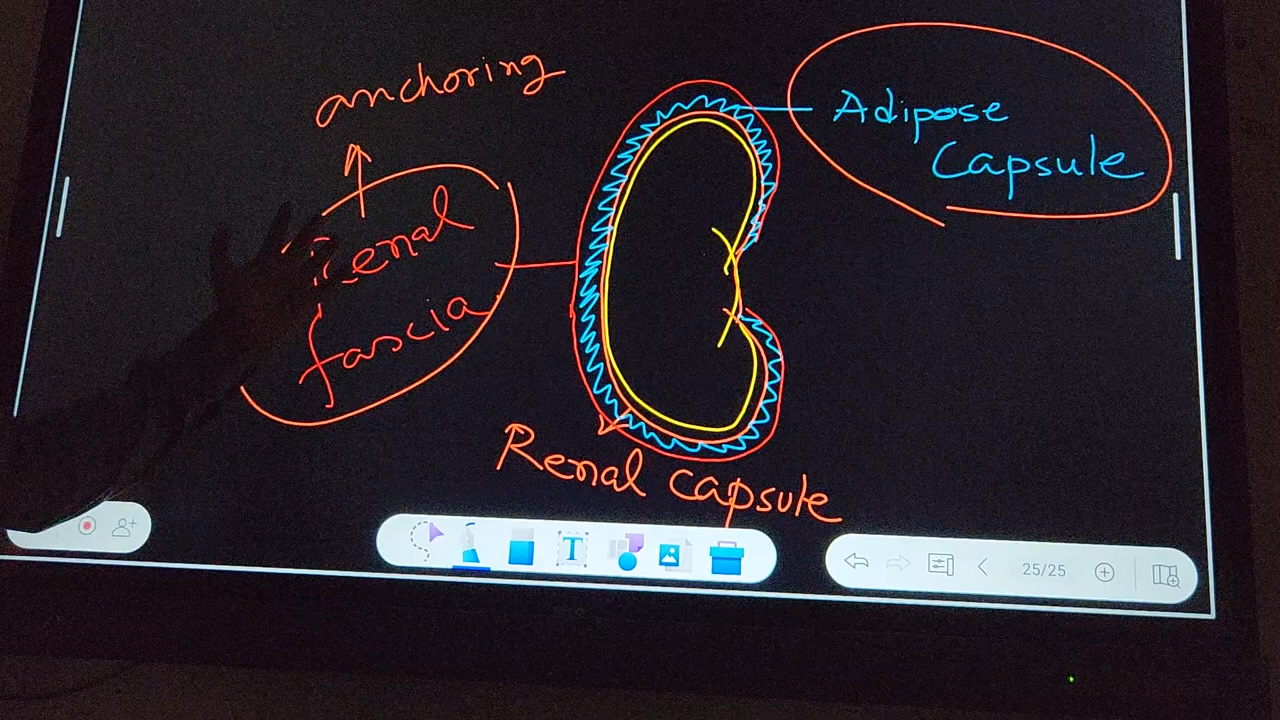 anchoring
Adipose
Capsule
Renal
fascia
Renal capsule
T
25/25